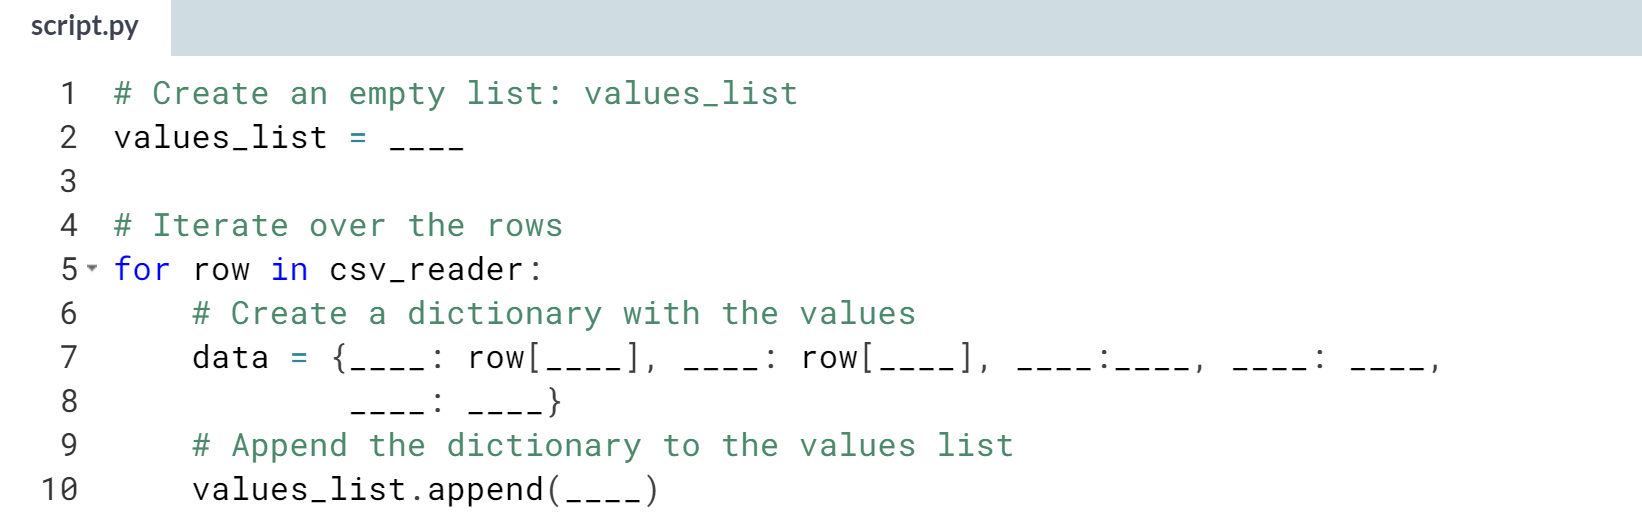 script.py
1 # Create an empty list: values_list
2 values_list = ____
3
4 # Iterate over the rows
5 for row in csv_reader:
6     # Create a dictionary with the values
7     data = {____: row[____], ____: row[____], ____:____, ____: ____,
8             ____: ____}
9     # Append the dictionary to the values list
10     values_list.append(____)